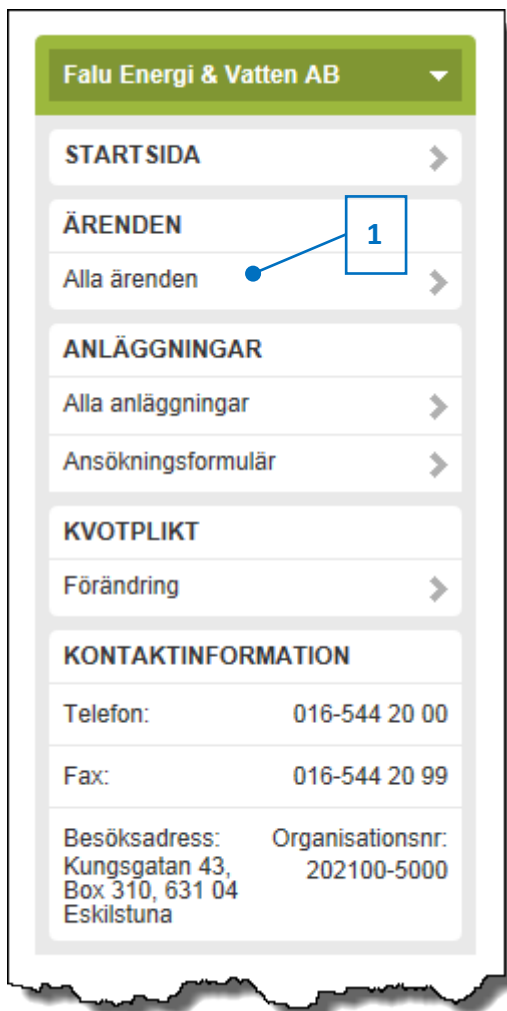 Falu Energi & Vatten AB
STARTSIDA
ÄRENDEN
1
Alla ärenden
ANLÄGGNINGAR
Alla anläggningar
Ansökningsformulär
KVOTPLIKT
Förändring
KONTAKTINFORMATION
Telefon: 016-544 20 00
Fax: 016-544 20 99
Besöksadress:
Kungsgatan 43,
Box 310, 631 04
Eskilstuna
Organisationsnr:
202100-5000